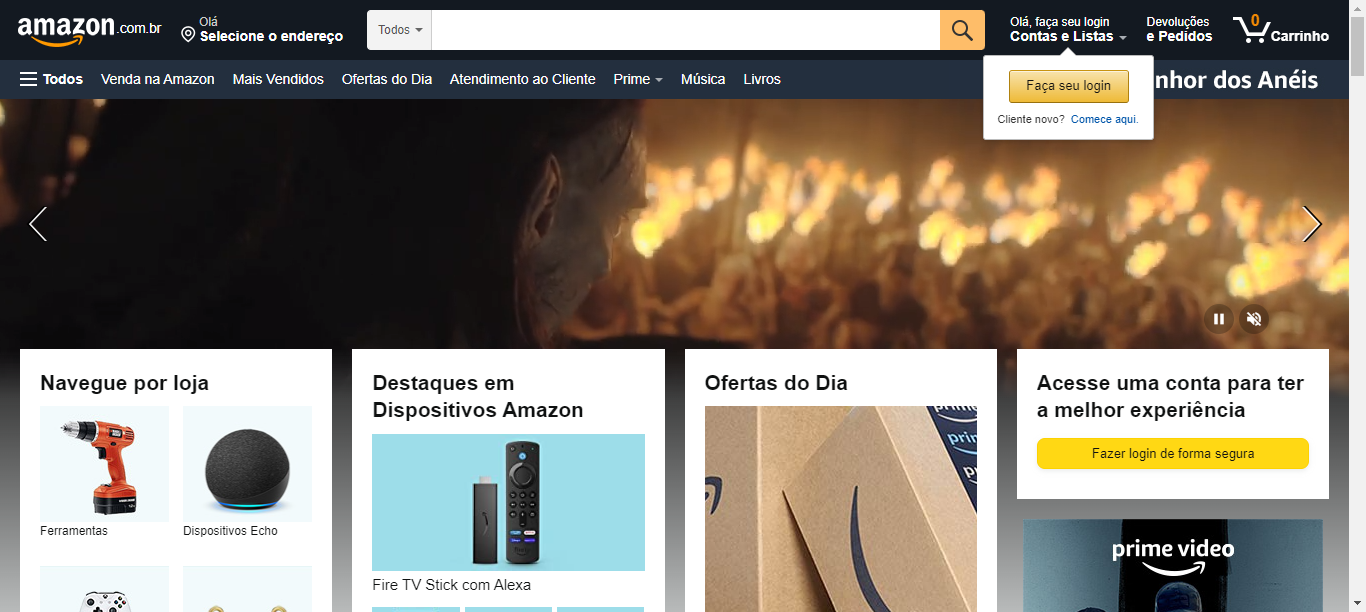 amazon.com.br
Olá
Selecione o endereço
Todos
Olá, faça seu login
Contas e Listas
Devoluções
e Pedidos
0
Carrinho
Todos
Venda na Amazon
Mais Vendidos
Ofertas do Dia
Atendimento ao Cliente
Prime
Música
Livros
nhor dos Anéis
Faça seu login
Cliente novo? Comece aqui.
Navegue por loja
Ferramentas
Dispositivos Echo
Destaques em
Dispositivos Amazon
Fire TV Stick com Alexa
Ofertas do Dia
prime
prim
Acesse uma conta para ter
a melhor experiência
Fazer login de forma segura
prime video